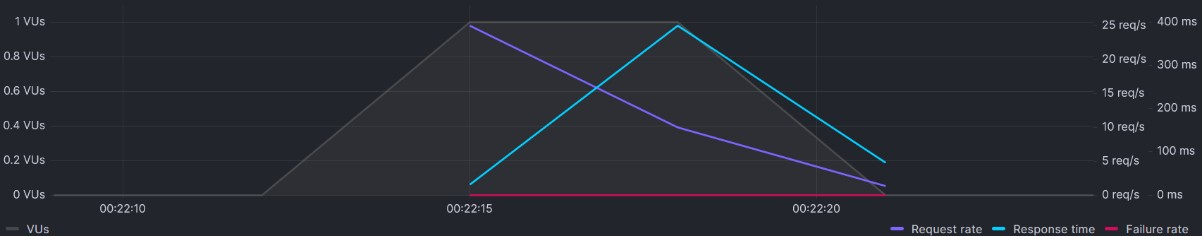 1 VUs 25 req/s 400 ms
0.8 VUs 20 req/s 300 ms
0.6 VUs 15 req/s 200 ms
0.4 VUs 10 req/s 100 ms
0.2 VUs 5 req/s
0 VUs 0 req/s 0 ms
00:22:10 00:22:15 00:22:20
VUs Request rate Response time Failure rate